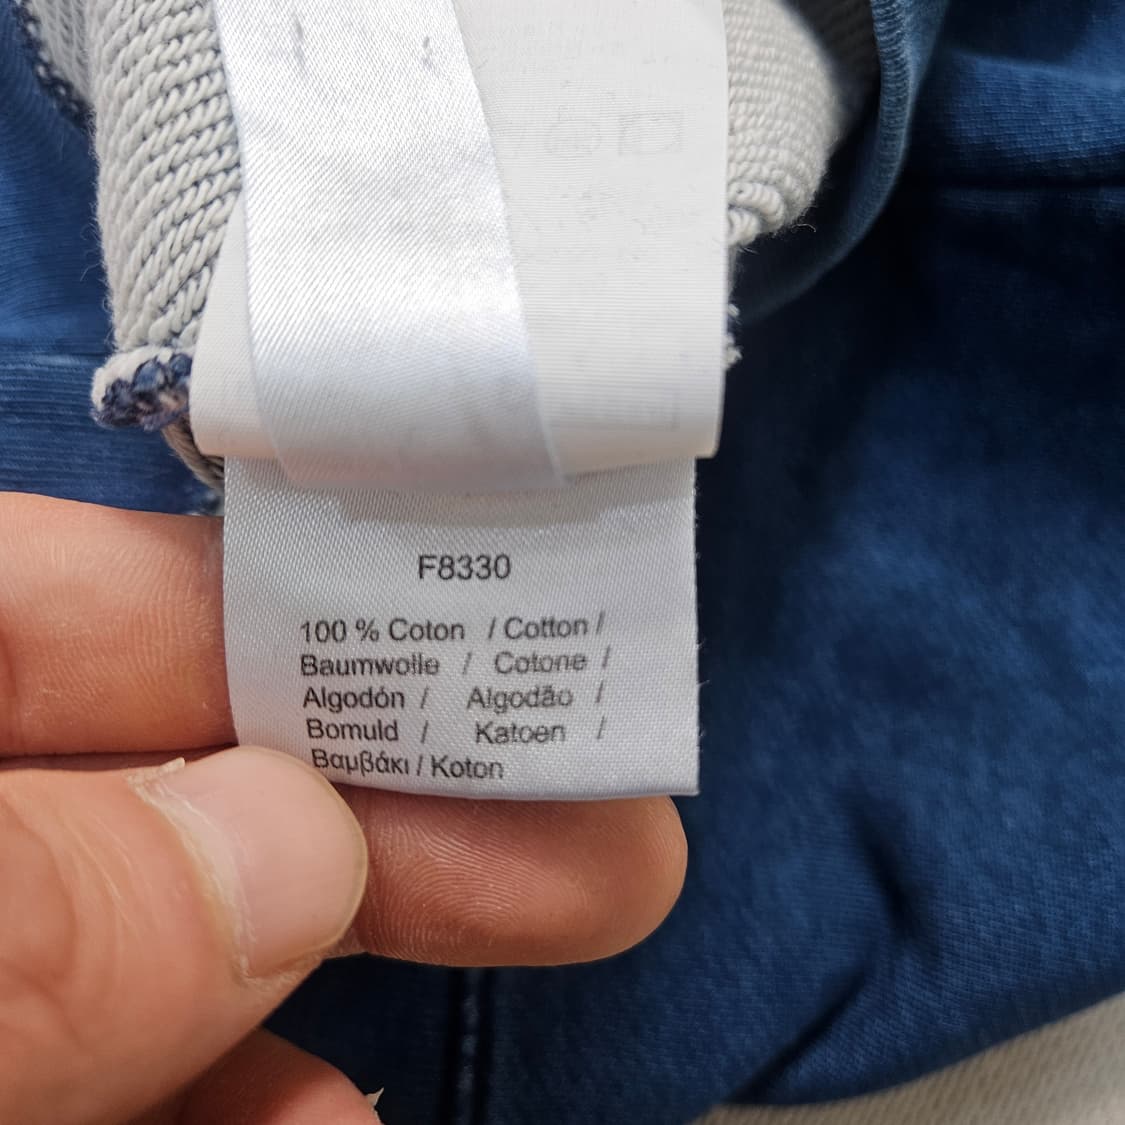 F8330
100 % Coton / Cotton /
Baumwolle / Cotone /
Algodón / Algodão /
Bomuld / Katoen /
Βαμβάκι / Koton